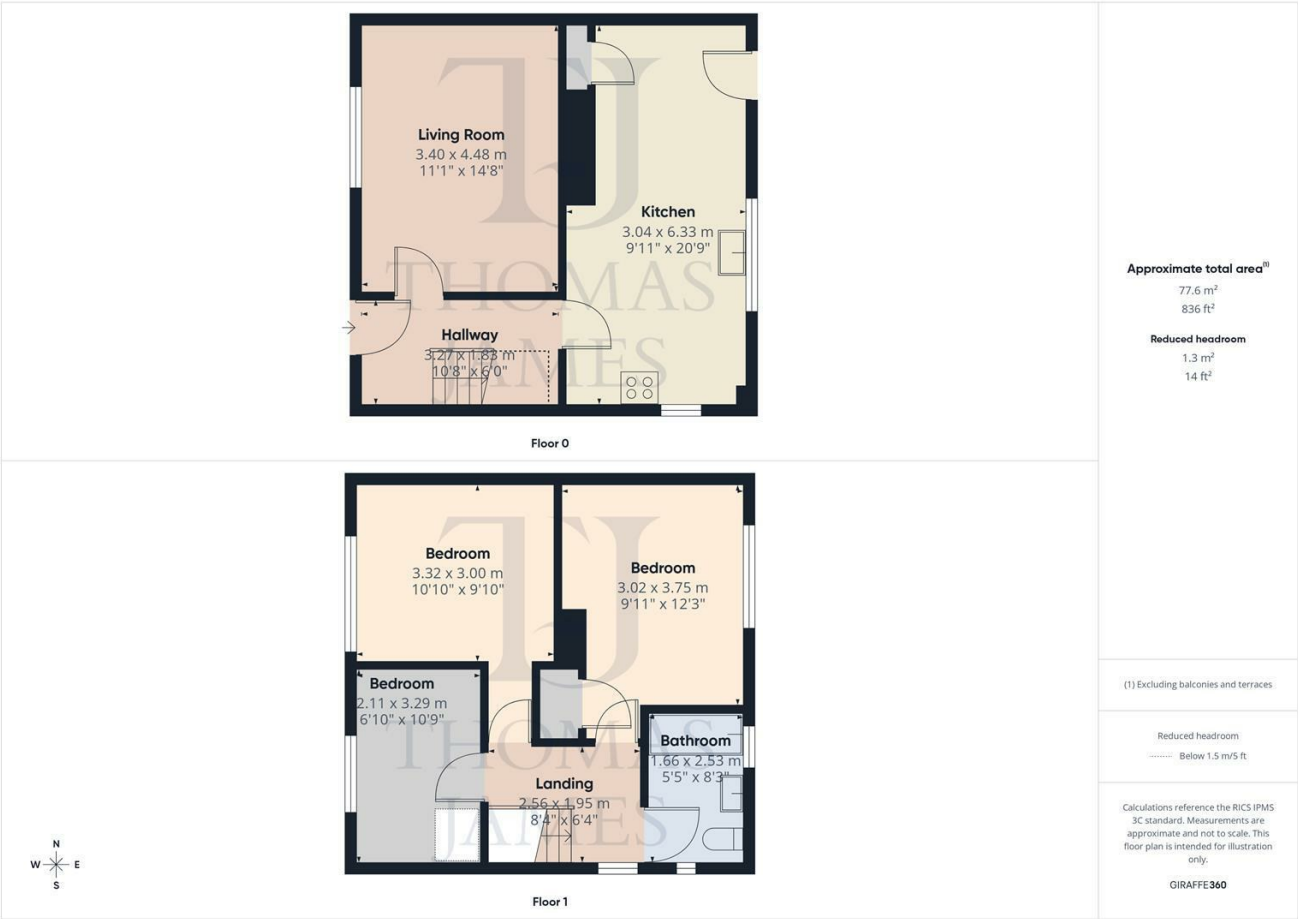 Living Room
3.40 x 4.48 m
11'1" x 14'8"
Kitchen
3.04 x 6.33 m
9'11" x 20'9"
Hallway
3.27 x 1.83 m
10'8" x 6'0"
TJ
THOMAS
JAMES
Floor 0
Bedroom
3.32 x 3.00 m
10'10" x 9'10"
Bedroom
3.02 x 3.75 m
9'11" x 12'3"
Bedroom
2.11 x 3.29 m
6'10" x 10'9"
Bathroom
1.66 x 2.53 m
5'5" x 8'3"
Landing
2.56 x 1.95 m
8'4" x 6'4"
TJ
THOMAS
JAMES
Floor 1
N
W E
S
Approximate total area(1)
77.6 m²
836 ft²
Reduced headroom
1.3 m²
14 ft²
(1) Excluding balconies and terraces
Reduced headroom
Below 1.5 m/5 ft
Calculations reference the RICS IPMS
3C standard. Measurements are
approximate and not to scale. This
floor plan is intended for illustration
only.
GIRAFFE360